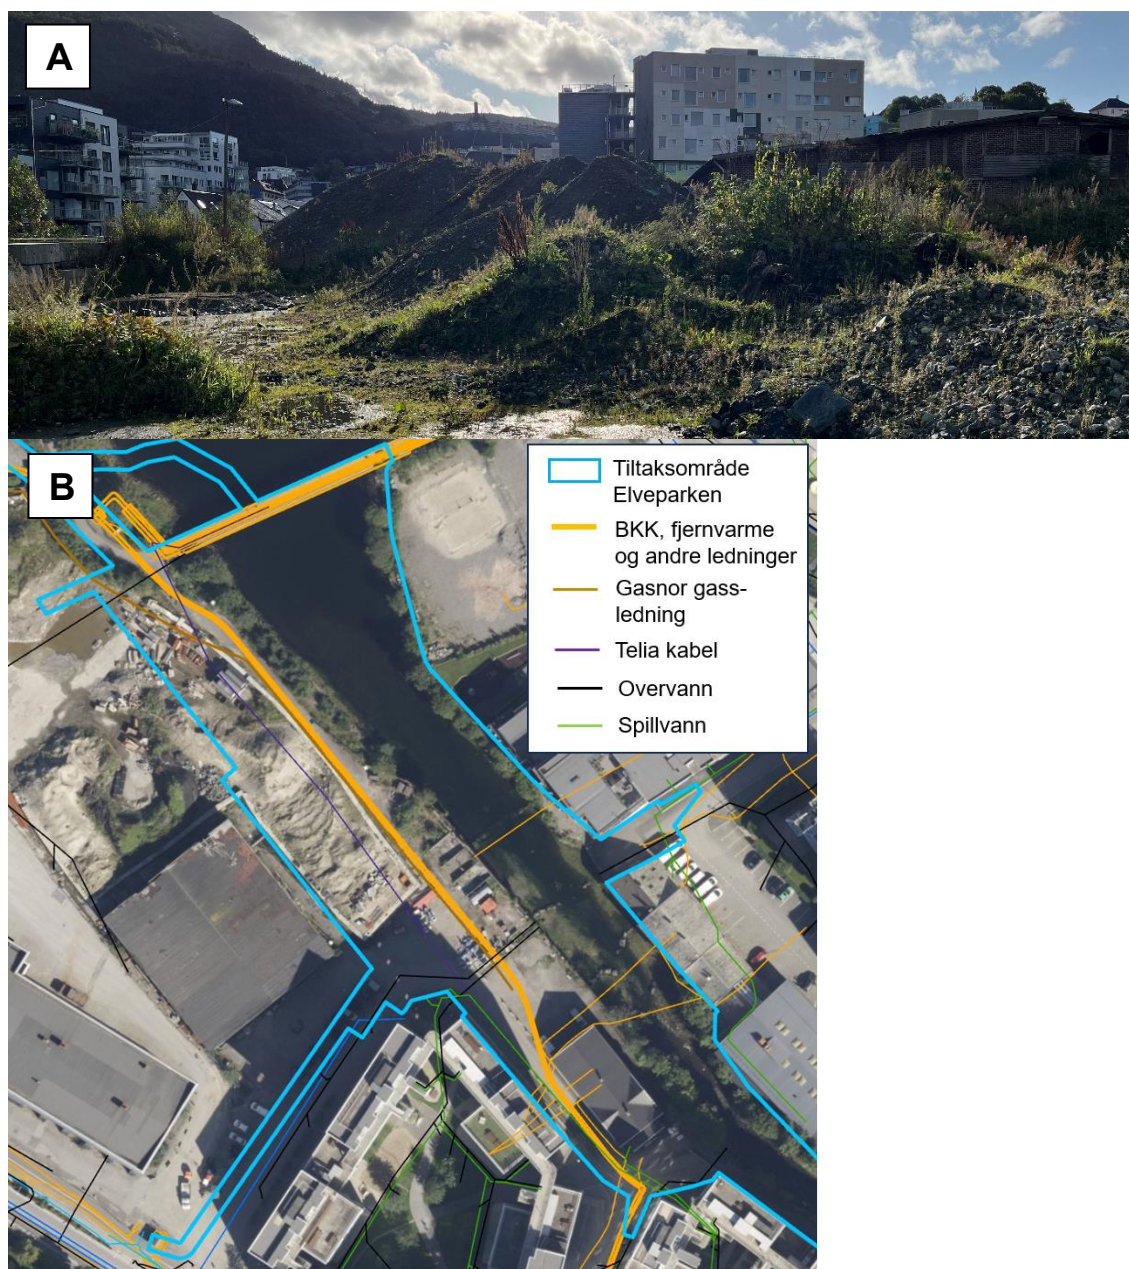 A
B
Tiltaksområde
Elveparken
BKK, fjernvarme
og andre ledninger
Gasnor gass-
ledning
Telia kabel
Overvann
Spillvann